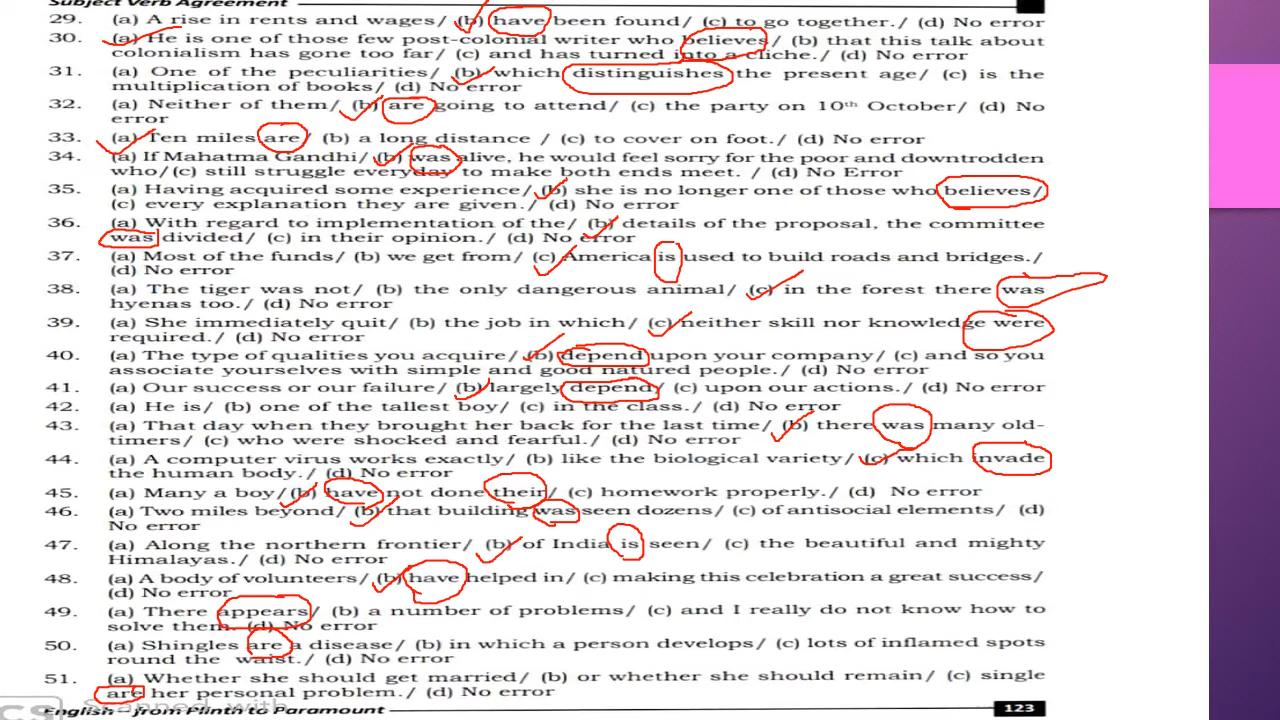 Subject Verb Agreement
29. (a) A rise in rents and wages/ (b) have been found/ (c) to go together./ (d) No error
30. (a) He is one of those few post-colonial writer who believes/ (b) that this talk about
colonialism has gone too far/ (c) and has turned into a cliche./ (d) No error
31. (a) One of the peculiarities/ (b) which distinguishes the present age/ (c) is the
multiplication of books/ (d) No error
32. (a) Neither of them/ (b) are going to attend/ (c) the party on 10th October/ (d) No
error
33. (a) Ten miles are/ (b) a long distance / (c) to cover on foot./ (d) No error
34. (a) If Mahatma Gandhi/ (b) was alive, he would feel sorry for the poor and downtrodden
who/(c) still struggle everyday to make both ends meet. / (d) No Error
35. (a) Having acquired some experience/ (b) she is no longer one of those who believes/
(c) every explanation they are given./ (d) No error
36. (a) With regard to implementation of the/ (b) details of the proposal, the committee
was divided/ (c) in their opinion./ (d) No error
37. (a) Most of the funds/ (b) we get from/ (c) America is used to build roads and bridges./
(d) No error
38. (a) The tiger was not/ (b) the only dangerous animal/ (c) in the forest there was
hyenas too./ (d) No error
39. (a) She immediately quit/ (b) the job in which/ (c) neither skill nor knowledge were
required./ (d) No error
40. (a) The type of qualities you acquire/ (b) depend upon your company/ (c) and so you
associate yourselves with simple and good natured people./ (d) No error
41. (a) Our success or our failure/ (b) largely depend/ (c) upon our actions./ (d) No error
42. (a) He is/ (b) one of the tallest boy/ (c) in the class./ (d) No error
43. (a) That day when they brought her back for the last time/ (b) there was many old-
timers/ (c) who were shocked and fearful./ (d) No error
44. (a) A computer virus works exactly/ (b) like the biological variety/ (c) which invade
the human body./ (d) No error
45. (a) Many a boy/ (b) have not done their/ (c) homework properly./ (d) No error
46. (a) Two miles beyond/ (b) that building was seen dozens/ (c) of antisocial elements/ (d)
No error
47. (a) Along the northern frontier/ (b) of India is seen/ (c) the beautiful and mighty
Himalayas./ (d) No error
48. (a) A body of volunteers/ (b) have helped in/ (c) making this celebration a great success/
(d) No error
49. (a) There appears/ (b) a number of problems/ (c) and I really do not know how to
solve them. (d) No error
50. (a) Shingles are a disease/ (b) in which a person develops/ (c) lots of inflamed spots
round the waist./ (d) No error
51. (a) Whether she should get married/ (b) or whether she should remain/ (c) single
are her personal problem./ (d) No error
CS Scanned with
English – from Plinth to Paramount 123